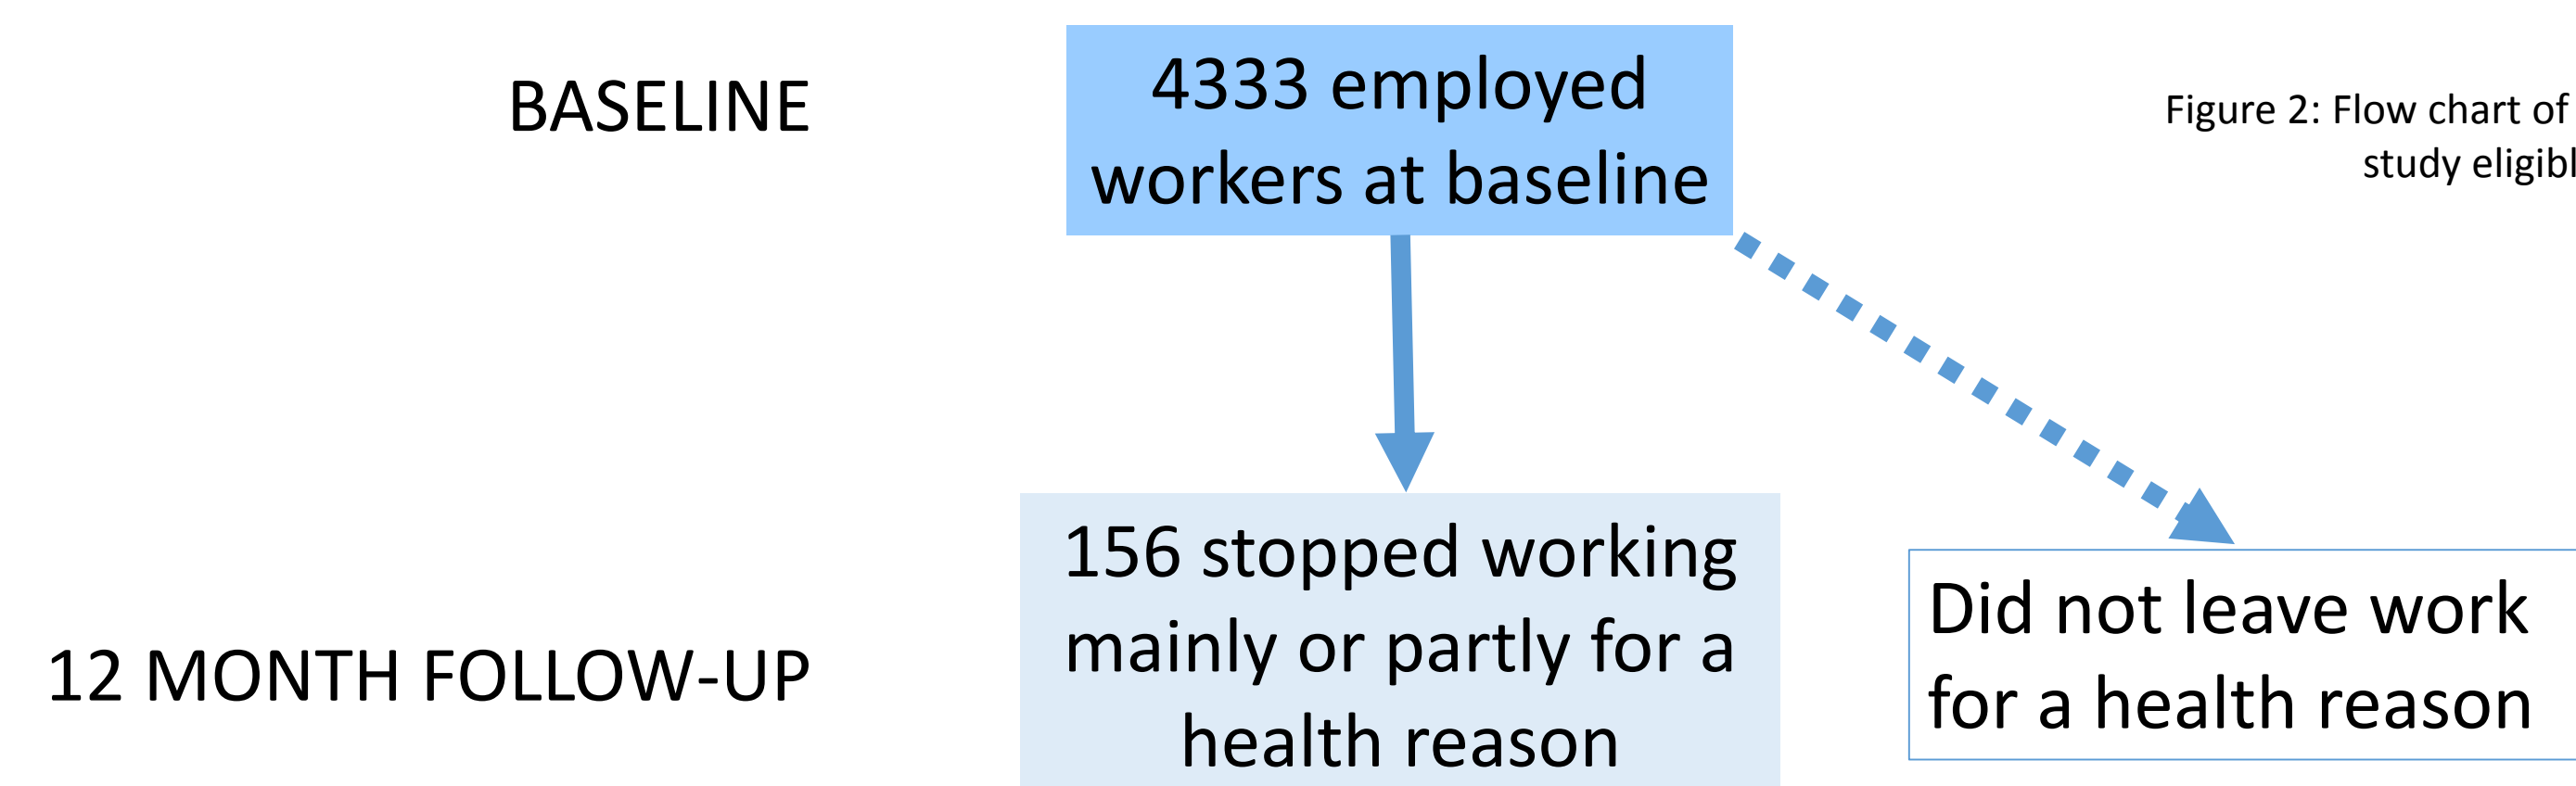 BASELINE
4333 employed
workers at baseline
Figure 2: Flow chart of
study
156 stopped working
mainly or partly for a
health reason
12 MONTH FOLLOW-UP
Did not leave work
for a health reason